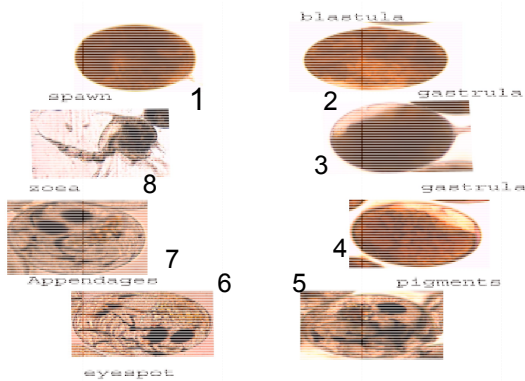 blastula
spawn
1
2
gastrula
3
zoea
8
gastrula
4
7
Appendages
6
5
pigments
eyespot